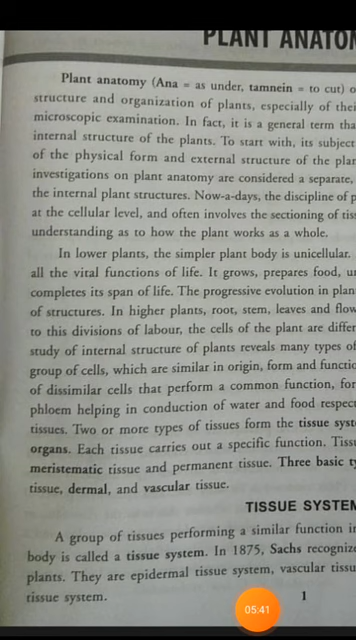 PLANT ANATOM
Plant anatomy (Ana = as under, tamnein = to cut) o
structure and organization of plants, especially of thei
microscopic examination. In fact, it is a general term tha
internal structure of the plants. To start with, its subject
of the physical form and external structure of the plan
investigations on plant anatomy are considered a separate,
the internal plant structures. Now-a-days, the discipline of p
at the cellular level, and often involves the sectioning of tiss
understanding as to how the plant works as a whole.
In lower plants, the simpler plant body is unicellular.
all the vital functions of life. It grows, prepares food, u
completes its span of life. The progressive evolution in plan
of structures. In higher plants, root, stem, leaves and flow
to this divisions of labour, the cells of the plant are differ
study of internal structure of plants reveals many types of
group of cells, which are similar in origin, form and functio
of dissimilar cells that perform a common function, for
phloem helping in conduction of water and food respect
tissues. Two or more types of tissues form the tissue syst
organs. Each tissue carries out a specific function. Tissu
meristematic tissue and permanent tissue. Three basic ty
tissue, dermal, and vascular tissue.
TISSUE SYSTEM
A group of tissues performing a similar function in
body is called a tissue system. In 1875, Sachs recognize
plants. They are epidermal tissue system, vascular tissu
tissue system.
1
05:41